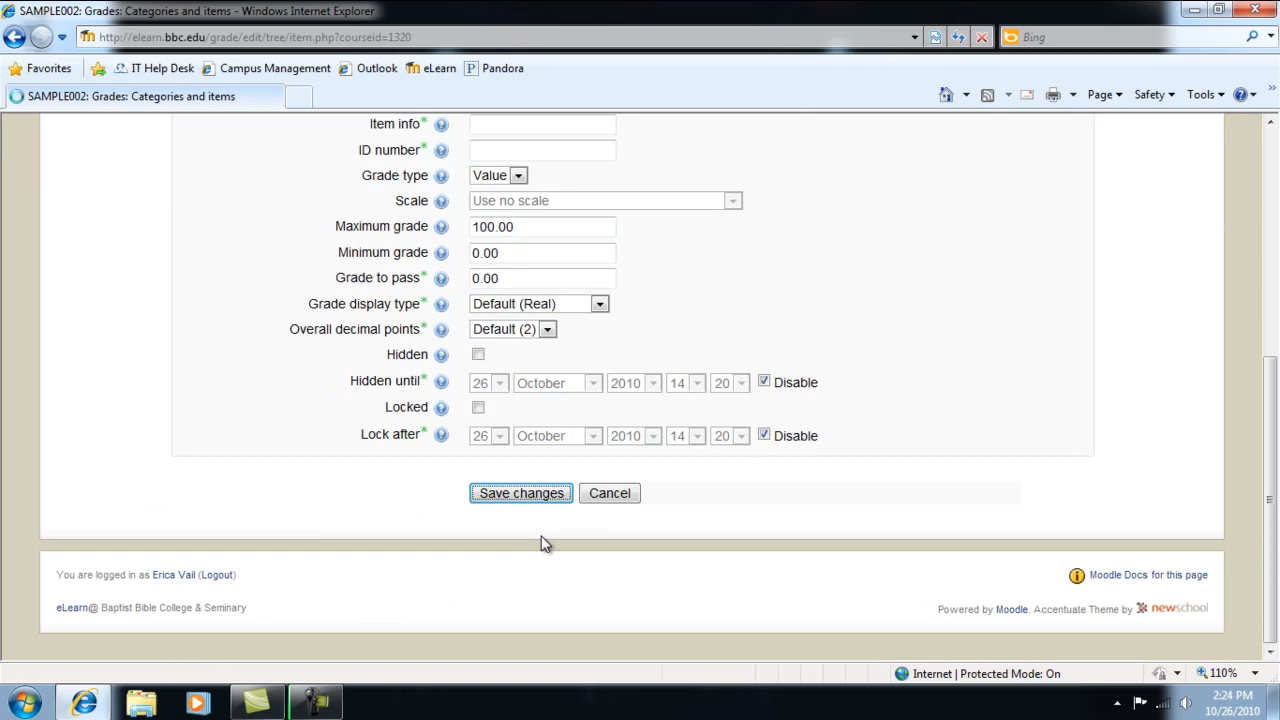 SAMPLE002: Grades: Categories and items - Windows Internet Explorer
http://elearn.bbc.edu/grade/edit/tree/item.php?courseid=1320
Bing
Favorites IT Help Desk Campus Management Outlook eLearn Pandora
SAMPLE002: Grades: Categories and items
Page Safety Tools
Item info*
ID number*
Grade type Value
Scale Use no scale
Maximum grade 100.00
Minimum grade 0.00
Grade to pass* 0.00
Grade display type* Default (Real)
Overall decimal points* Default (2)
Hidden
Hidden until* 26 October 2010 14 20 Disable
Locked
Lock after* 26 October 2010 14 20 Disable
Save changes Cancel
You are logged in as Erica Vail (Logout)
Moodle Docs for this page
eLearn@ Baptist Bible College & Seminary
Powered by Moodle. Accentuate Theme by newschool
Internet | Protected Mode: On
110%
2:24 PM
10/26/2010